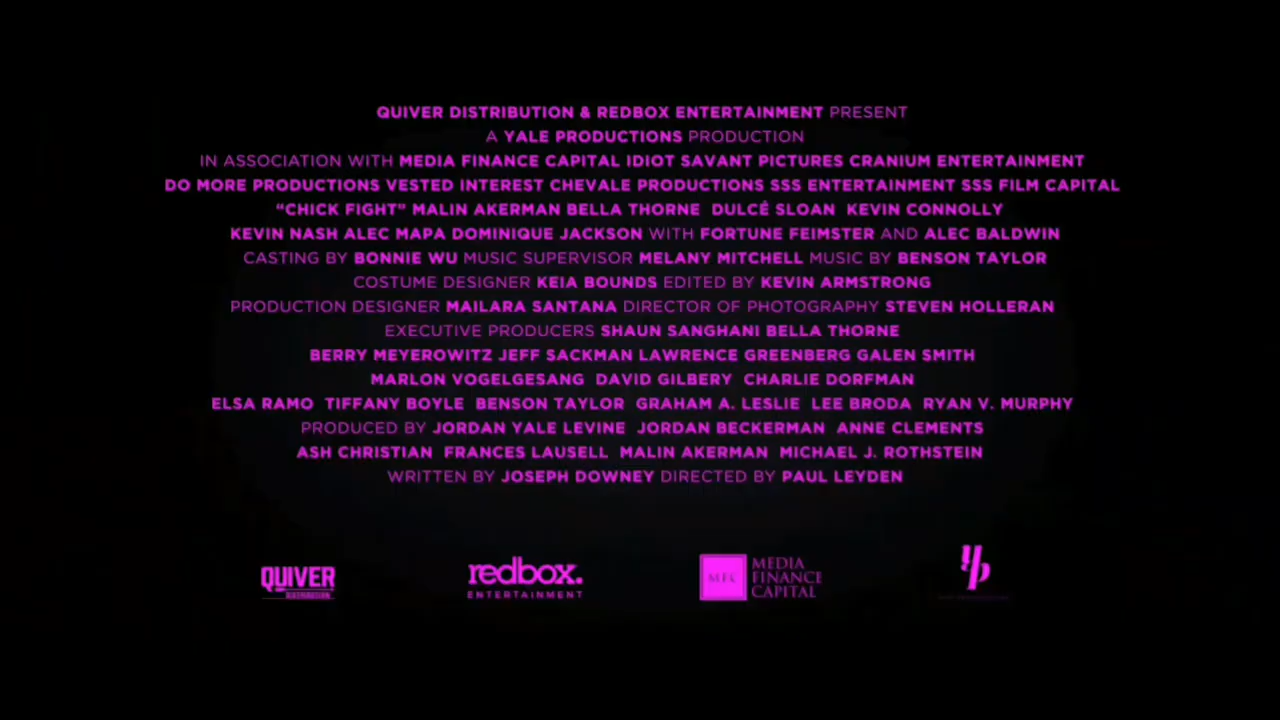 QUIVER DISTRIBUTION & REDBOX ENTERTAINMENT PRESENT
A YALE PRODUCTIONS PRODUCTION
IN ASSOCIATION WITH MEDIA FINANCE CAPITAL IDIOT SAVANT PICTURES CRANIUM ENTERTAINMENT
DO MORE PRODUCTIONS VESTED INTEREST CHEVALE PRODUCTIONS SSS ENTERTAINMENT SSS FILM CAPITAL
“CHICK FIGHT” MALIN AKERMAN BELLA THORNE DULCÉ SLOAN KEVIN CONNOLLY
KEVIN NASH ALEC MAPA DOMINIQUE JACKSON WITH FORTUNE FEIMSTER AND ALEC BALDWIN
CASTING BY BONNIE WU MUSIC SUPERVISOR MELANY MITCHELL MUSIC BY BENSON TAYLOR
COSTUME DESIGNER KEIA BOUNDS EDITED BY KEVIN ARMSTRONG
PRODUCTION DESIGNER MAILARA SANTANA DIRECTOR OF PHOTOGRAPHY STEVEN HOLLERAN
EXECUTIVE PRODUCERS SHAUN SANGHANI BELLA THORNE
BERRY MEYEROWITZ JEFF SACKMAN LAWRENCE GREENBERG GALEN SMITH
MARLON VOGELGESANG DAVID GILBERY CHARLIE DORFMAN
ELSA RAMO TIFFANY BOYLE BENSON TAYLOR GRAHAM A. LESLIE LEE BRODA RYAN V. MURPHY
PRODUCED BY JORDAN YALE LEVINE JORDAN BECKERMAN ANNE CLEMENTS
ASH CHRISTIAN FRANCES LAUSELL MALIN AKERMAN MICHAEL J. ROTHSTEIN
WRITTEN BY JOSEPH DOWNEY DIRECTED BY PAUL LEYDEN
QUIVER
DISTRIBUTION
redbox.
ENTERTAINMENT
MFC
MEDIA
FINANCE
CAPITAL